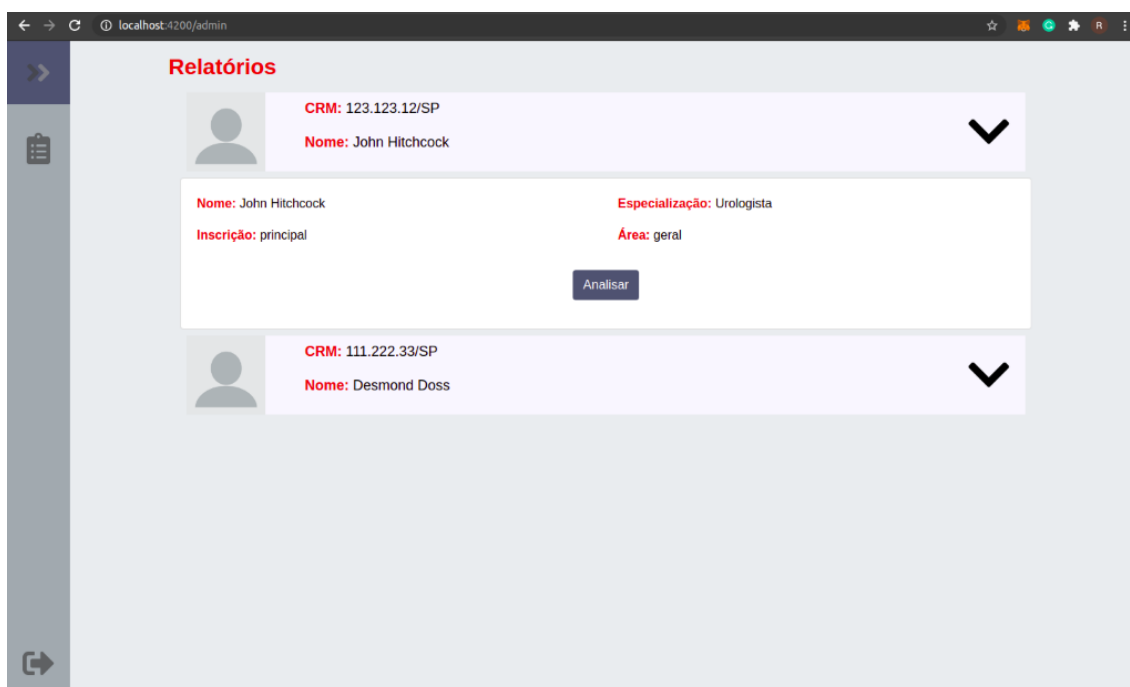 localhost:4200/admin
R
Relatórios
CRM: 123.123.12/SP
Nome: John Hitchcock
Nome: John Hitchcock
Especialização: Urologista
Inscrição: principal
Área: geral
Analisar
CRM: 111.222.33/SP
Nome: Desmond Doss